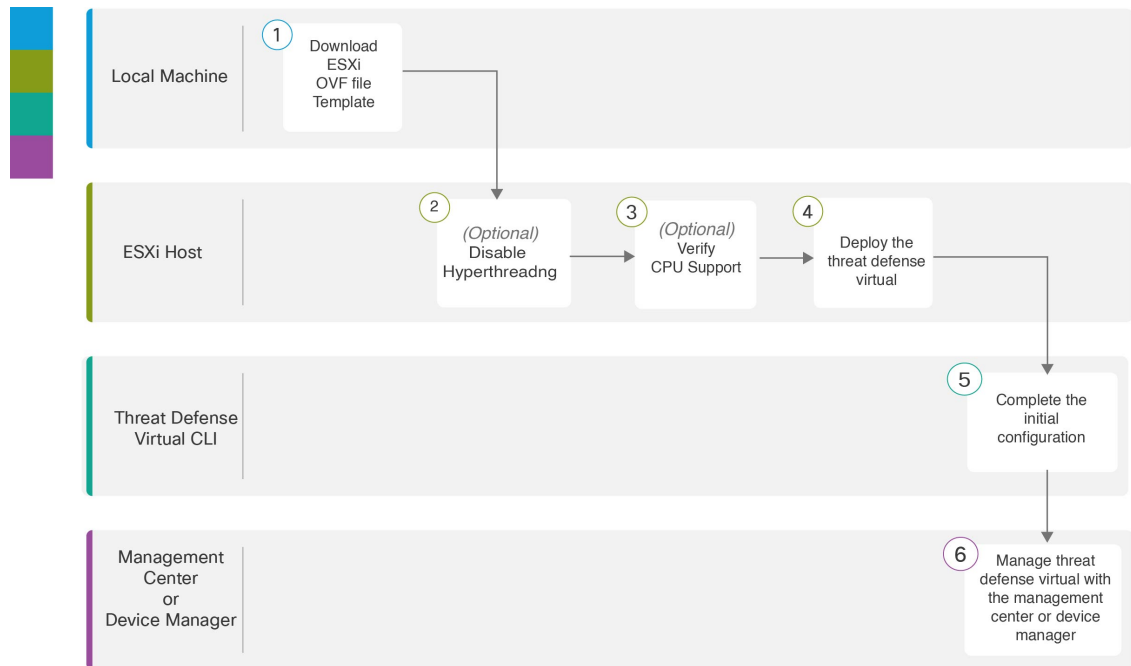 Local Machine
1
Download
ESXi
OVF file
Template
ESXi Host
2
(Optional)
Disable
Hyperthreadng
3
(Optional)
Verify
CPU Support
4
Deploy the
threat defense
virtual
Threat Defense
Virtual CLI
5
Complete the
initial
configuration
Management
Center
or
Device Manager
6
Manage threat
defense virtual with
the management
center or device
manager